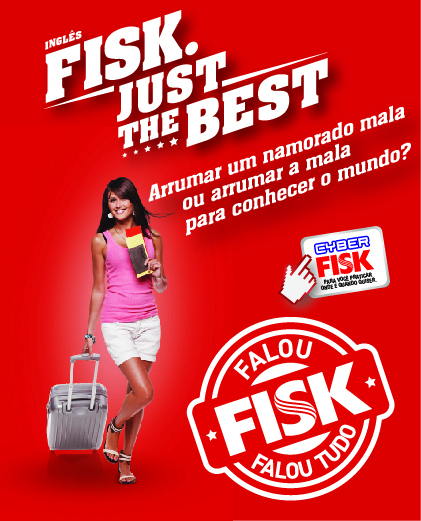 INGLÊS
FISK.
JUST
THE BEST
Arrumar um namorado mala
ou arrumar a mala
para conhecer o mundo?
CYBER
FISK
PARA VOCÊ PRATICAR
ONDE E QUANDO QUISER.
FALOU
FISK
FALOU TUDO